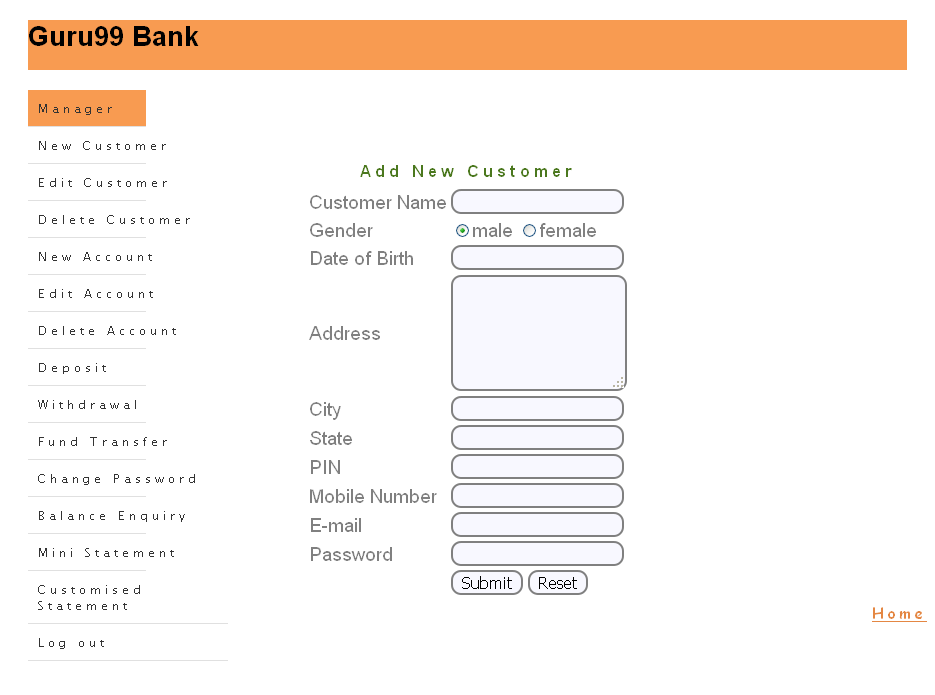 Guru99 Bank
Manager
New Customer
Edit Customer
Delete Customer
New Account
Edit Account
Delete Account
Deposit
Withdrawal
Fund Transfer
Change Password
Balance Enquiry
Mini Statement
Customised
Statement
Log out
Add New Customer
Customer Name
Gender male female
Date of Birth
Address
City
State
PIN
Mobile Number
E-mail
Password
Submit Reset
Home